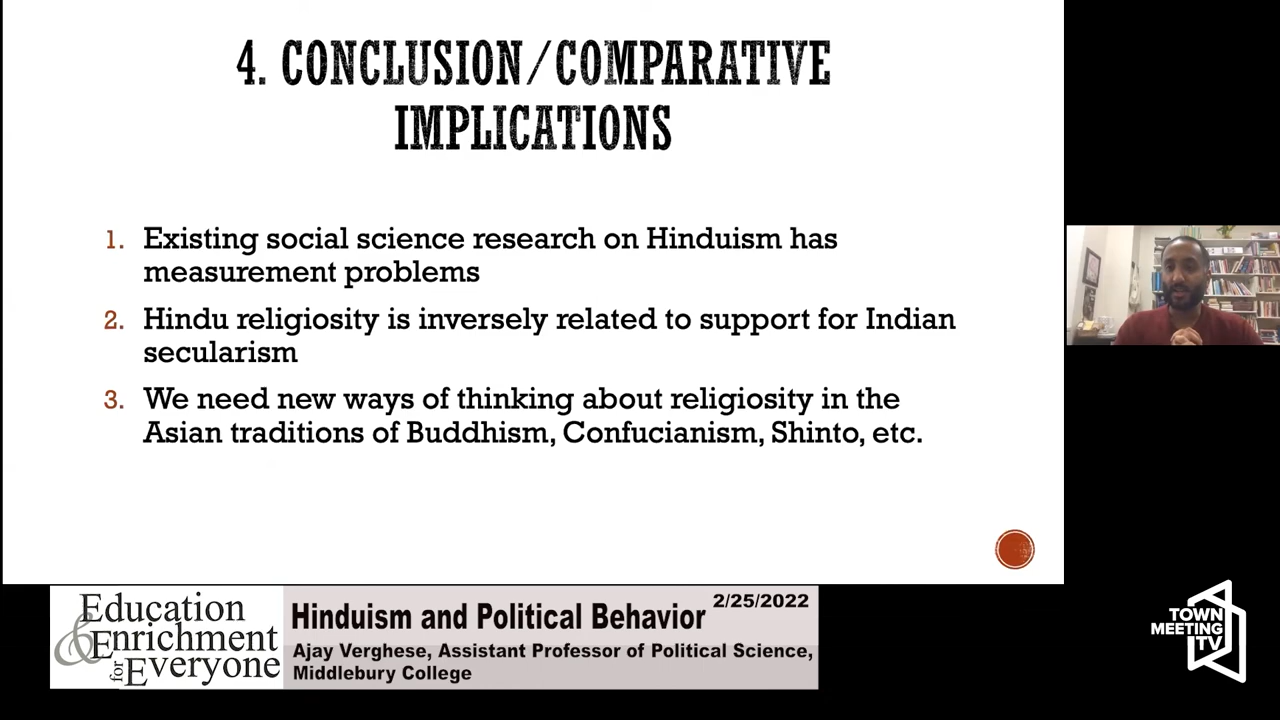 4. CONCLUSION/COMPARATIVE
IMPLICATIONS
1. Existing social science research on Hinduism has
measurement problems
2. Hindu religiosity is inversely related to support for Indian
secularism
3. We need new ways of thinking about religiosity in the
Asian traditions of Buddhism, Confucianism, Shinto, etc.
Education
& Enrichment
for Everyone
Hinduism and Political Behavior
2/25/2022
Ajay Verghese, Assistant Professor of Political Science,
Middlebury College
TOWN
MEETING
TV